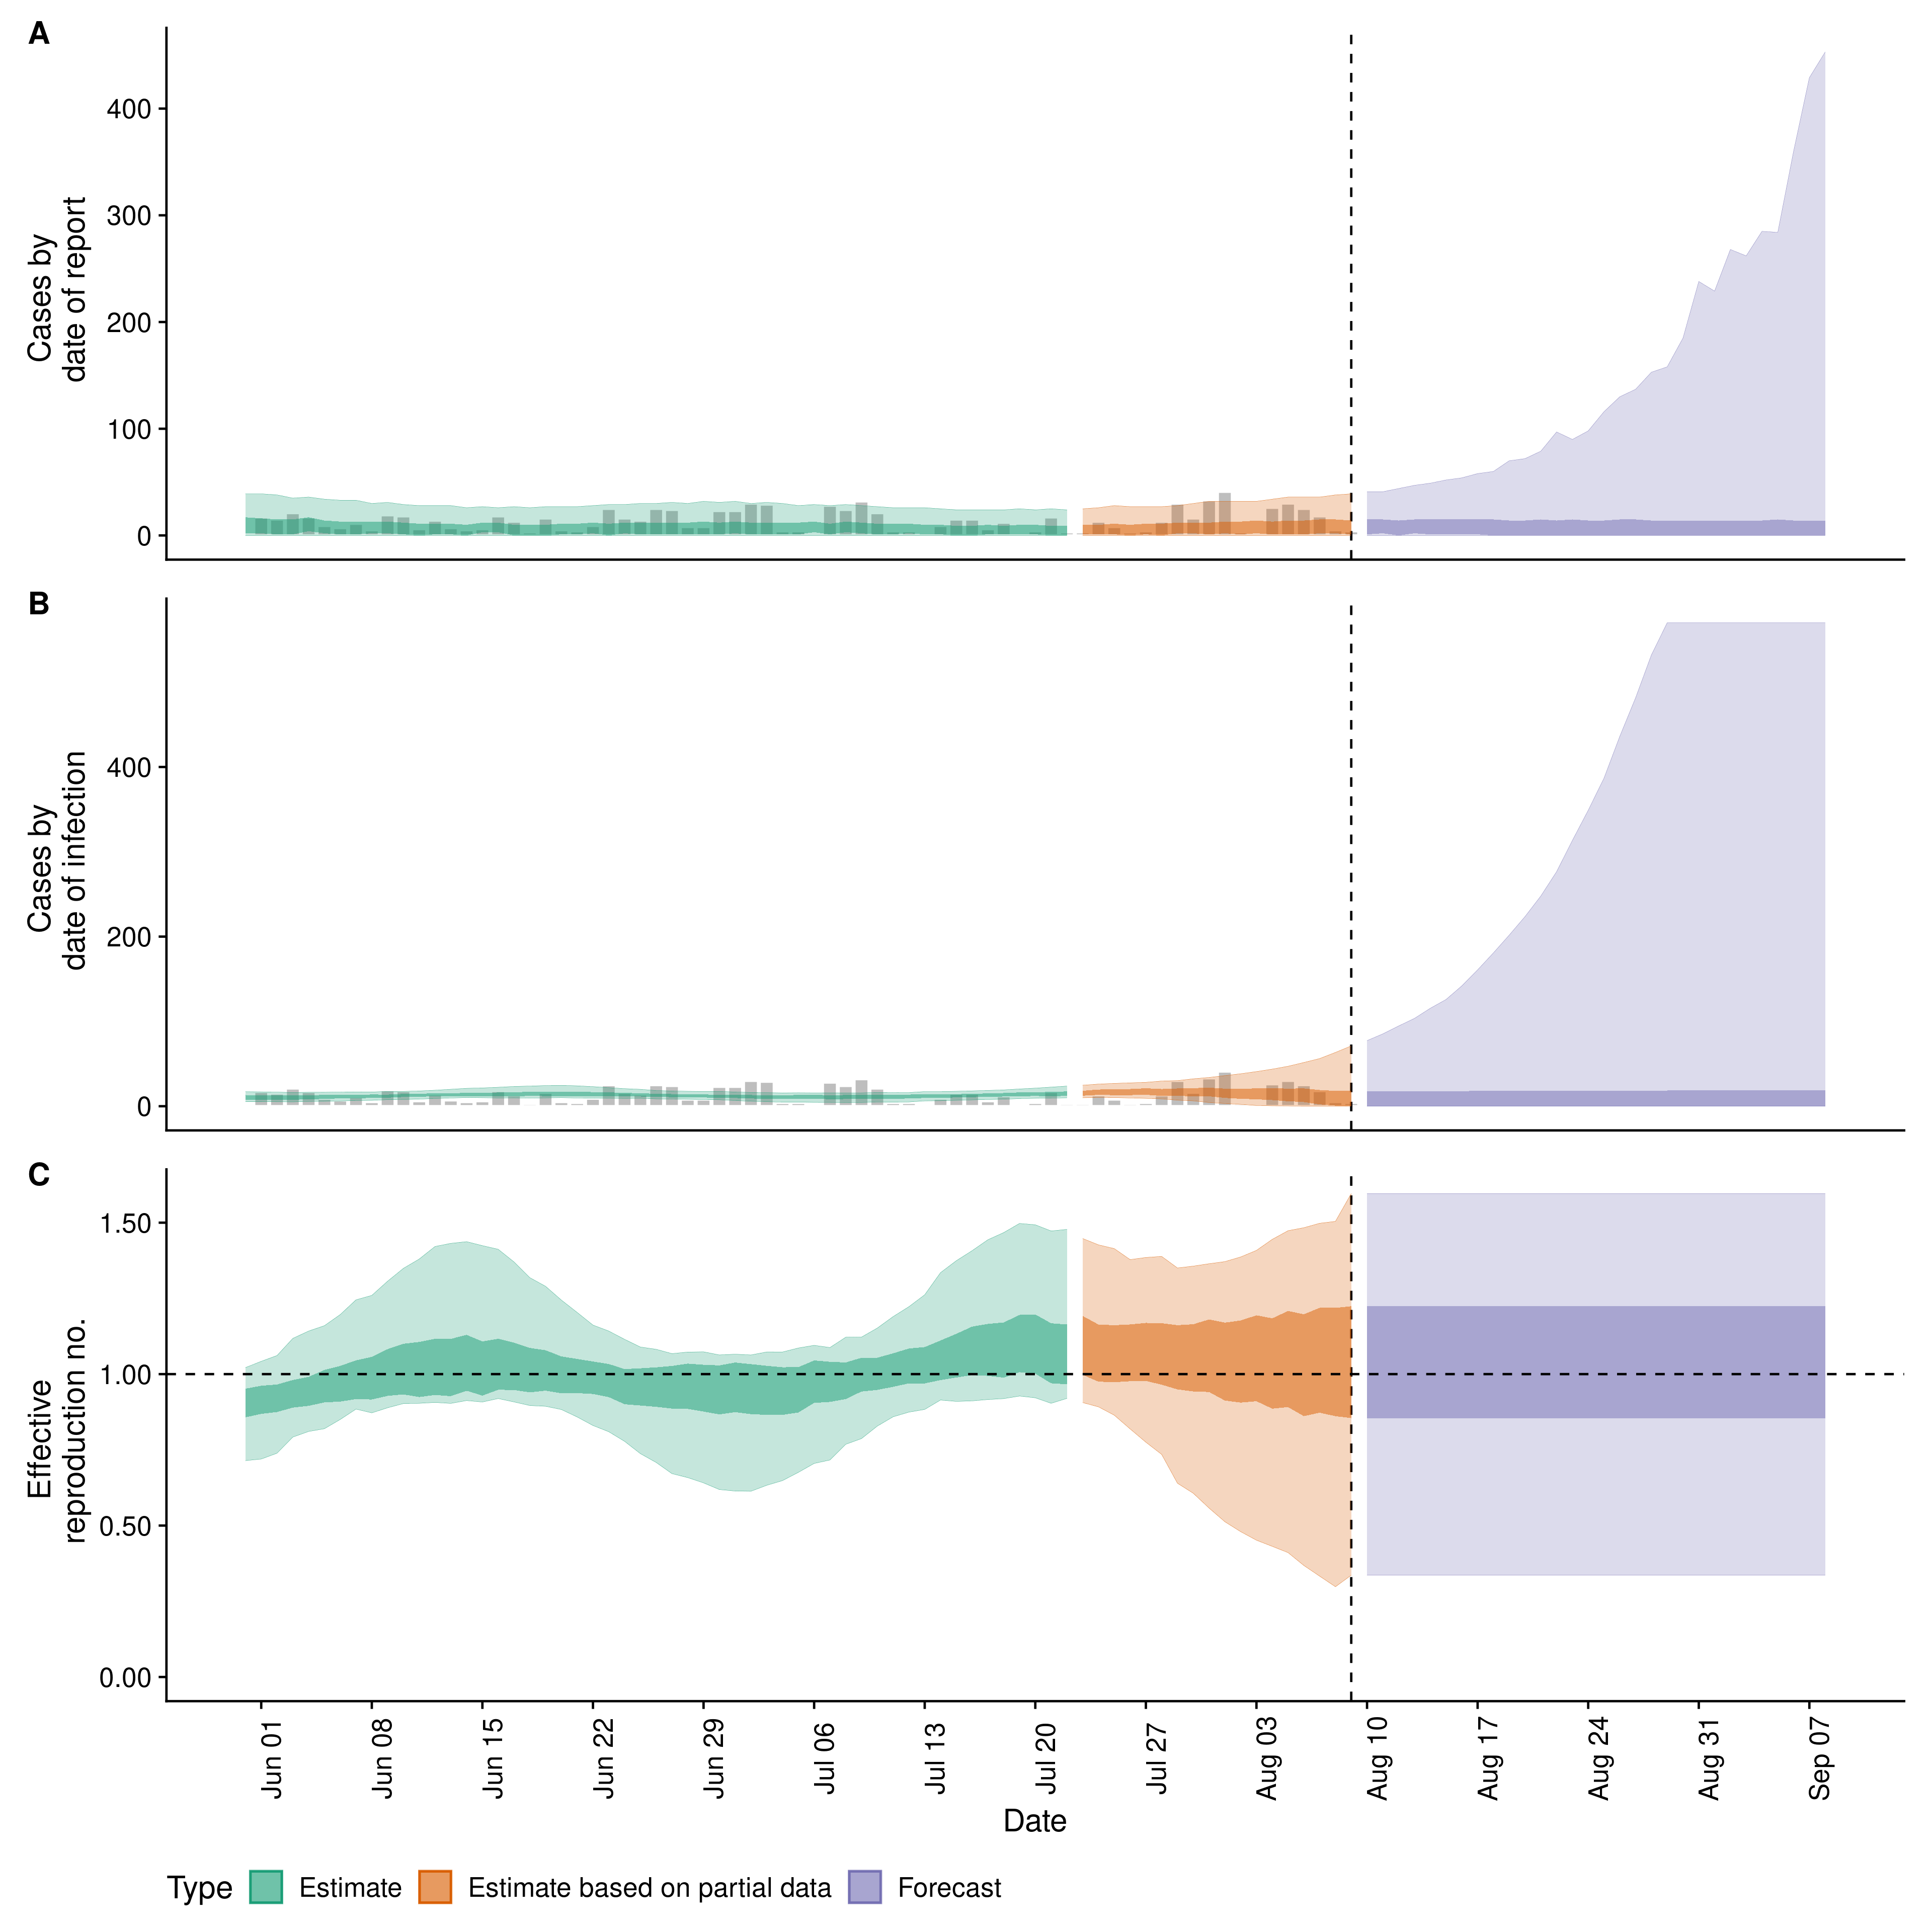 A
Cases by
date of report
400
300
200
100
0
B
Cases by
date of infection
400
200
0
C
Effective
reproduction no.
1.50
1.00
0.50
0.00
Jun 01
Jun 08
Jun 15
Jun 22
Jun 29
Jul 06
Jul 13
Jul 20
Jul 27
Aug 03
Aug 10
Aug 17
Aug 24
Aug 31
Sep 07
Date
Type Estimate Estimate based on partial data Forecast